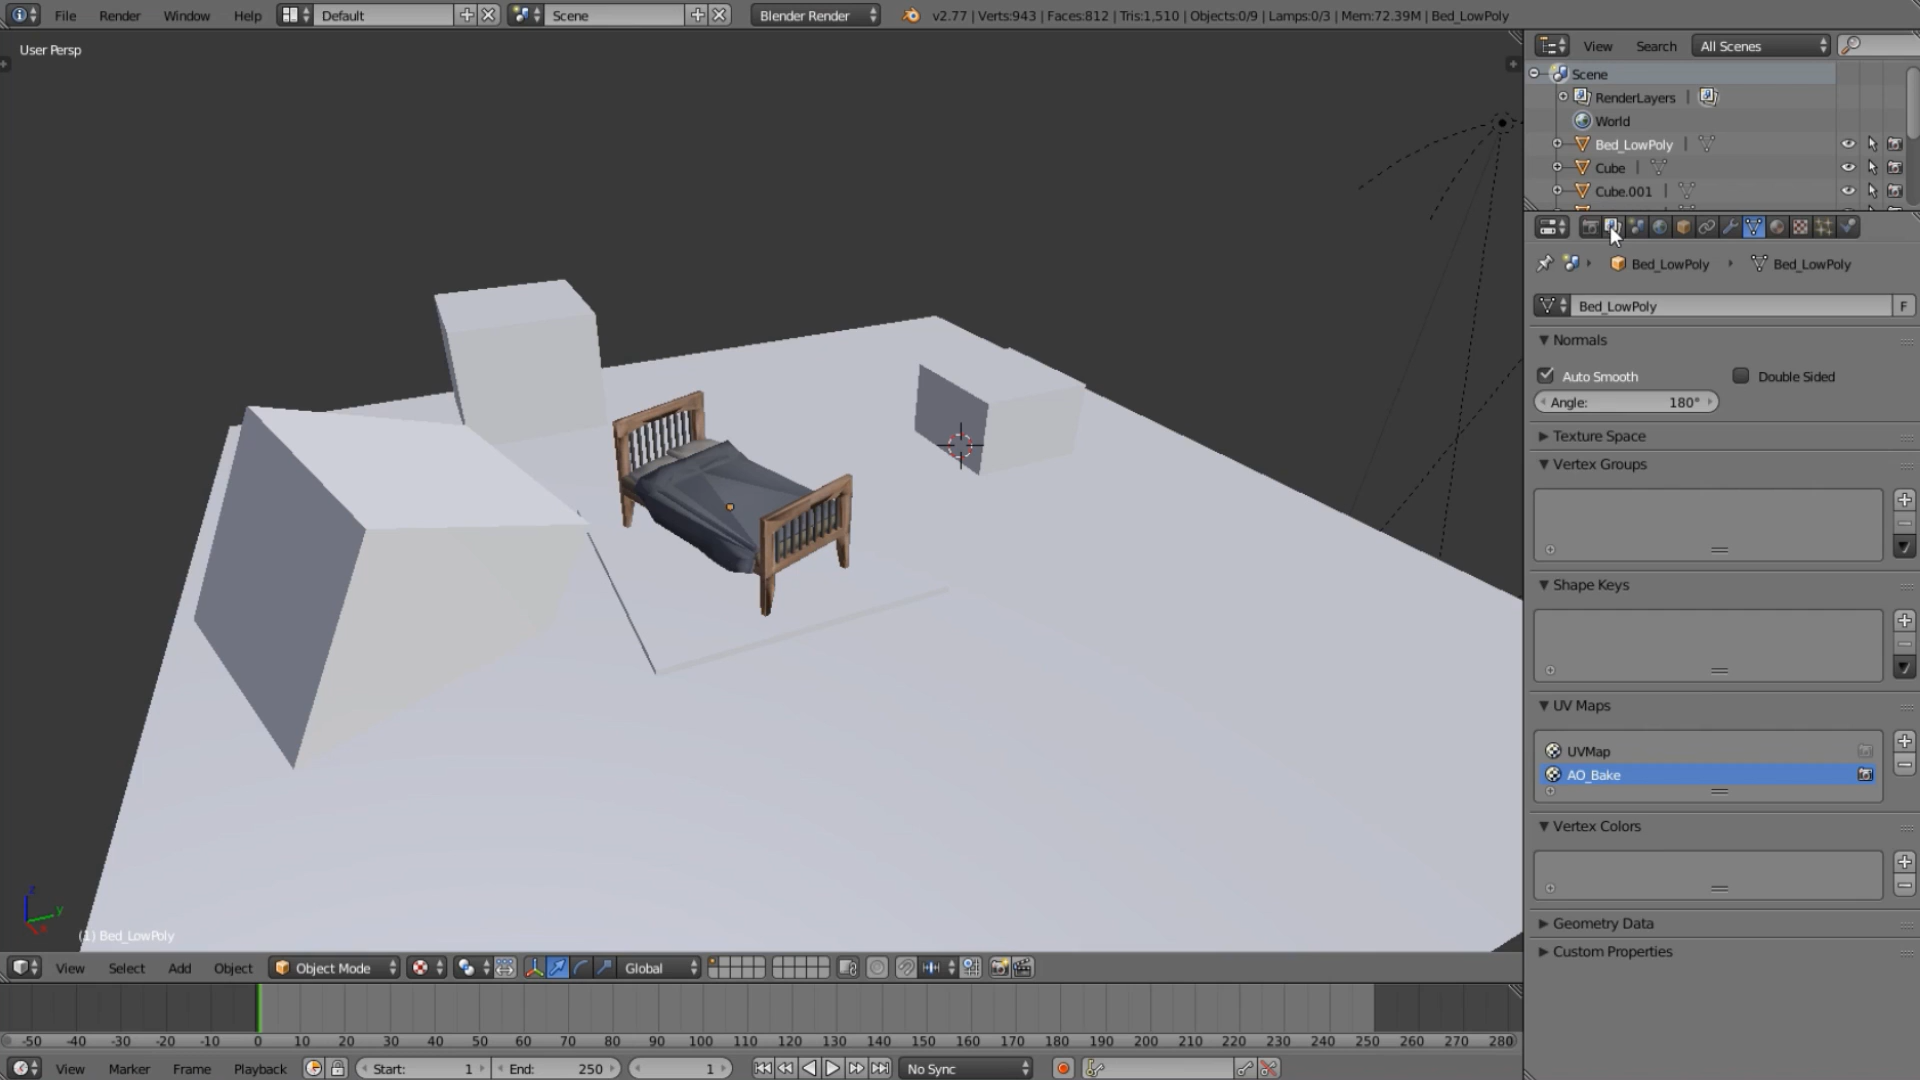 File Render Window Help Default Scene Blender Render v2.77 | Verts:943 | Faces:812 | Tris:1,510 | Objects:0/9 | Lamps:0/3 | Mem:72.39M | Bed_LowPoly
User Persp
View Search All Scenes
Scene
RenderLayers
World
Bed_LowPoly
Cube
Cube.001
Bed_LowPoly Bed_LowPoly
Bed_LowPoly F
Normals
Auto Smooth Double Sided
Angle: 180°
Texture Space
Vertex Groups
Shape Keys
UV Maps
UVMap
AO_Bake
Vertex Colors
Geometry Data
Custom Properties
z
y
x
(1) Bed_LowPoly
View Select Add Object Object Mode Global
-50 -40 -30 -20 -10 0 10 20 30 40 50 60 70 80 90 100 110 120 130 140 150 160 170 180 190 200 210 220 230 240 250 260 270 280
View Marker Frame Playback Start: 1 End: 250 1 No Sync